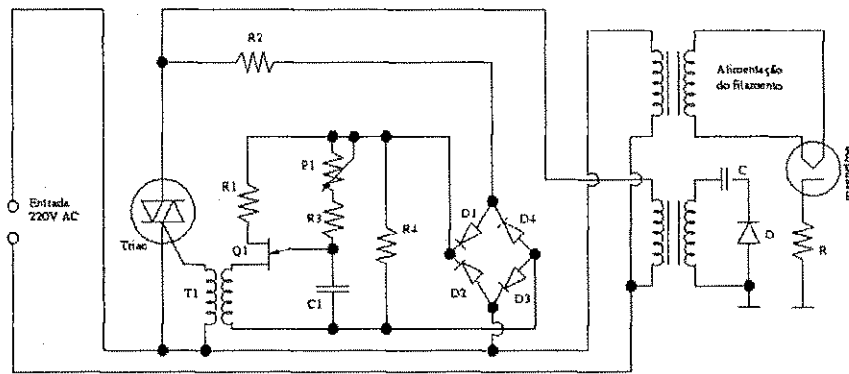 R2
Alimentação
do filamento
P1
R1
R3
R4
C
magnetron
Entrada
220V AC
Triac
Q1
D1
D4
D
R
T1
C1
D2
D3